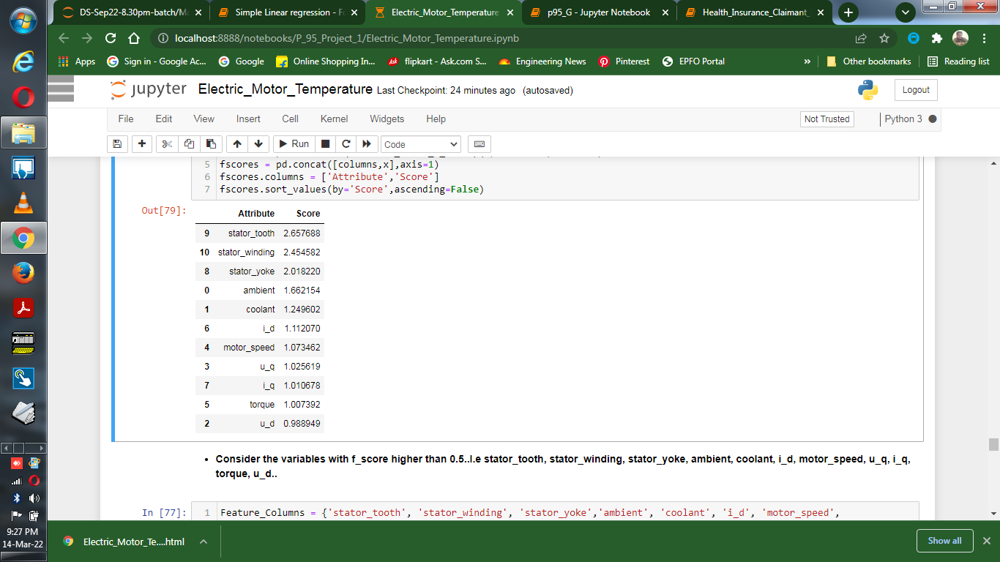 DS-Sep22-8.30pm-batch/Ma
Simple Linear regression - Fo
Electric_Motor_Temperature
p95_G - Jupyter Notebook
Health_Insurance_Claimant_
localhost:8888/notebooks/P_95_Project_1/Electric_Motor_Temperature.ipynb
Apps Sign in - Google Ac... Google Online Shopping In... Ask flipkart - Ask.com S... Engineering News Pinterest EPFO Portal » Other bookmarks Reading list
jupyter Electric_Motor_Temperature Last Checkpoint: 24 minutes ago (autosaved) Logout
File Edit View Insert Cell Kernel Widgets Help Not Trusted Python 3
Run Code
5 fscores = pd.concat([columns,x],axis=1)
6 fscores.columns = ['Attribute','Score']
7 fscores.sort_values(by='Score',ascending=False)
Out[79]:
Attribute Score
9 stator_tooth 2.657688
10 stator_winding 2.454582
8 stator_yoke 2.018220
0 ambient 1.662154
1 coolant 1.249602
6 i_d 1.112070
4 motor_speed 1.073462
3 u_q 1.025619
7 i_q 1.010678
5 torque 1.007392
2 u_d 0.988949
• Consider the variables with f_score higher than 0.5..I.e stator_tooth, stator_winding, stator_yoke, ambient, coolant, i_d, motor_speed, u_q, i_q,
torque, u_d..
In [77]: 1 Feature_Columns = {'stator_tooth', 'stator_winding', 'stator_yoke','ambient', 'coolant', 'i_d', 'motor_speed',
9:27 PM
14-Mar-22
Electric_Motor_Te....html
Show all